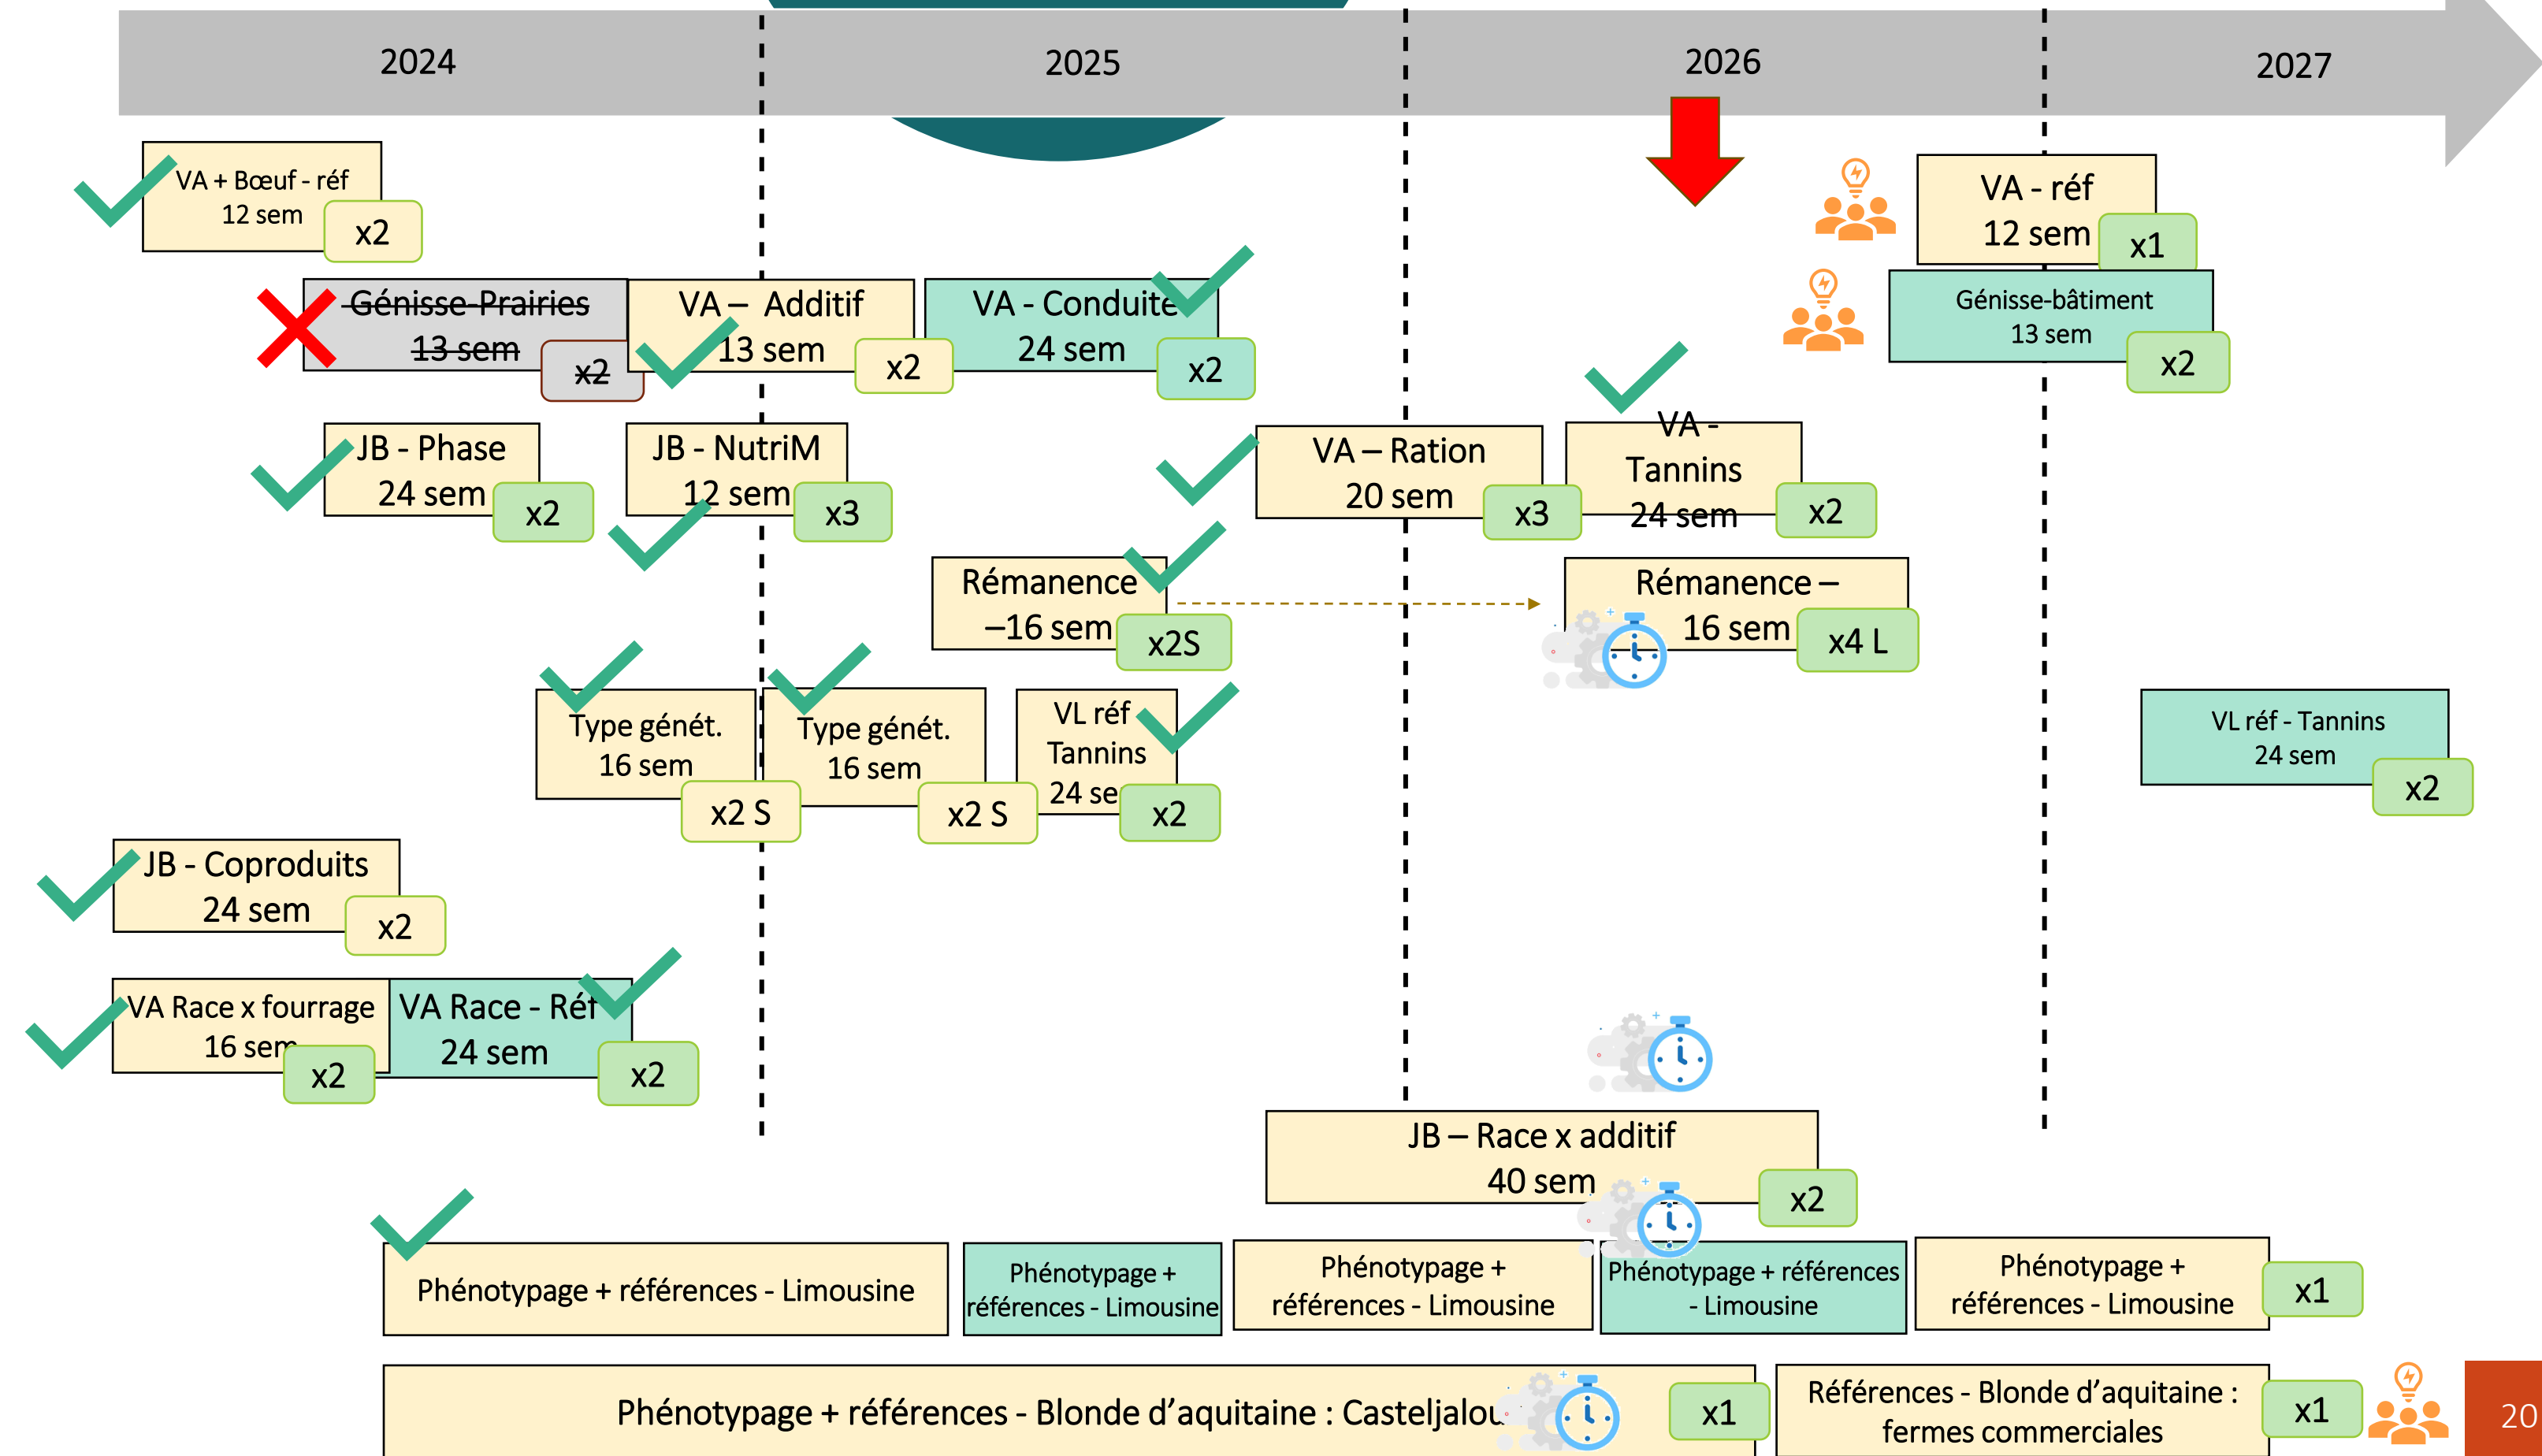 2024
2025
2026
2027
VA + Bœuf - réf
12 sem
x2
VA - réf
12 sem
x1
Génisse-Prairies
13 sem
x2
VA – Additif
13 sem
x2
VA - Conduite
24 sem
x2
Génisse-bâtiment
13 sem
x2
JB - Phase
24 sem
x2
JB - NutriM
12 sem
x3
VA – Ration
20 sem
x3
VA -
Tannins
24 sem
x2
Rémanence
–16 sem
x2S
Rémanence –
16 sem
x4 L
Type génét.
16 sem
x2 S
Type génét.
16 sem
x2 S
VL réf
Tannins
24 se
x2
VL réf - Tannins
24 sem
x2
JB - Coproduits
24 sem
x2
VA Race x fourrage
16 sem
x2
VA Race - Réf
24 sem
x2
JB – Race x additif
40 sem
x2
Phénotypage + références - Limousine
Phénotypage +
références - Limousine
Phénotypage +
références - Limousine
Phénotypage + références
- Limousine
Phénotypage +
références - Limousine
x1
Phénotypage + références - Blonde d’aquitaine : Casteljalou
x1
Références - Blonde d’aquitaine :
fermes commerciales
x1
20